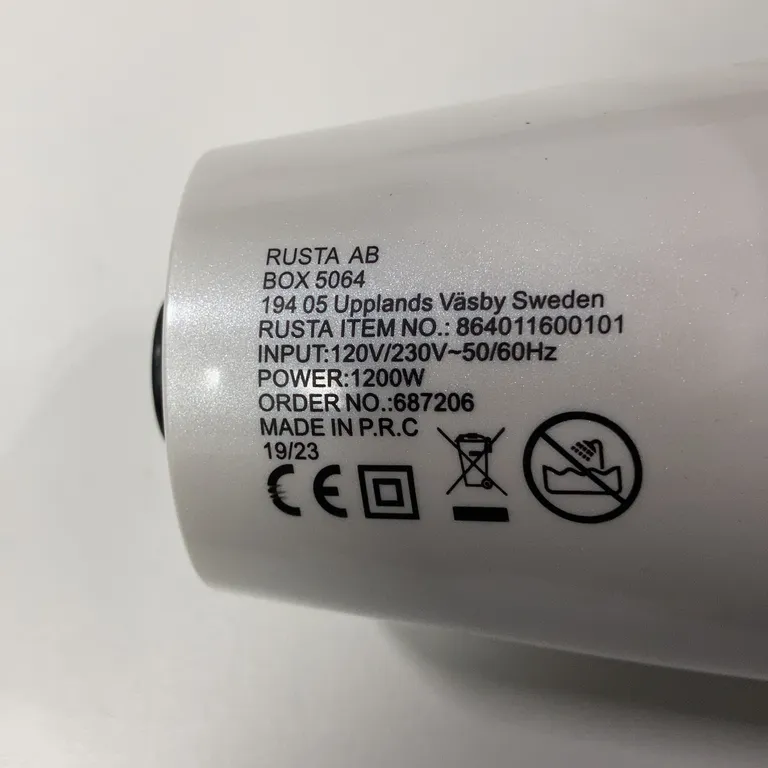 RUSTA AB
BOX 5064
194 05 Upplands Väsby Sweden
RUSTA ITEM NO.: 864011600101
INPUT:120V/230V~50/60Hz
POWER:1200W
ORDER NO.:687206
MADE IN P.R.C
19/23
CE